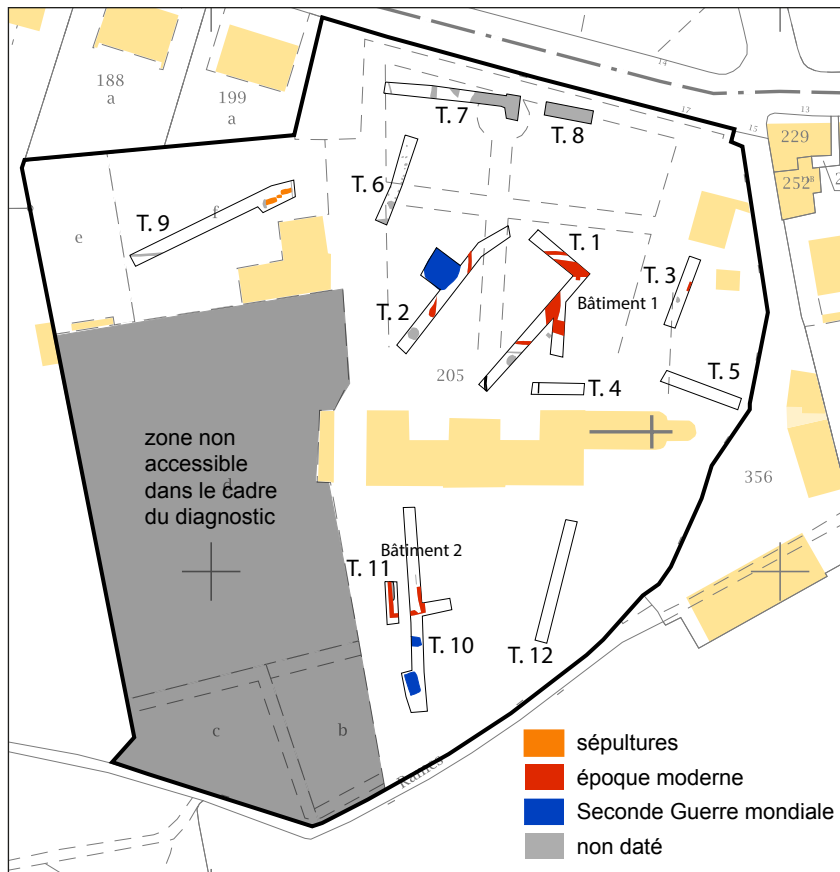 188
a
199
a
14
17
15
13
229
252
T. 7
T. 8
T. 6
T. 9
f
e
T. 1
T. 3
Bâtiment 1
T. 2
T. 5
205
T. 4
zone non
accessible
dans le cadre
d
du diagnostic
356
Bâtiment 2
T. 11
T. 10
T. 12
c
b
sépultures
époque moderne
Seconde Guerre mondiale
non daté